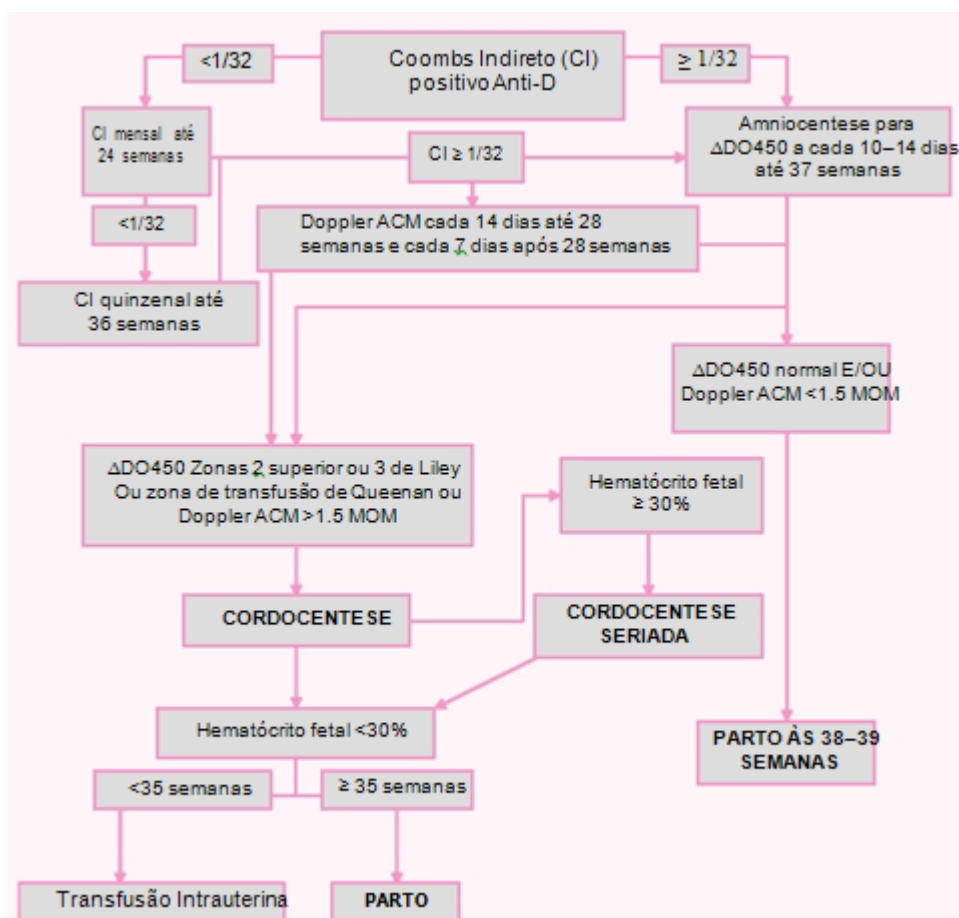 <1/32
Coombs Indireto (CI)
positivo Anti-D
≥ 1/32
CI mensal até
24 semanas
CI ≥ 1/32
Amniocentese para
ΔDO450 a cada 10–14 dias
até 37 semanas
<1/32
Doppler ACM cada 14 dias até 28
semanas e cada 7 dias após 28 semanas
CI quinzenal até
36 semanas
ΔDO450 normal E/OU
Doppler ACM <1.5 MOM
ΔDO450 Zonas 2 superior ou 3 de Liley
Ou zona de transfusão de Queenan ou
Doppler ACM >1.5 MOM
Hematócrito fetal
≥ 30%
CORDOCENTESE
CORDOCENTESE
SERIADA
Hematócrito fetal <30%
PARTO ÀS 38–39
SEMANAS
<35 semanas
≥ 35 semanas
Transfusão Intrauterina
PARTO